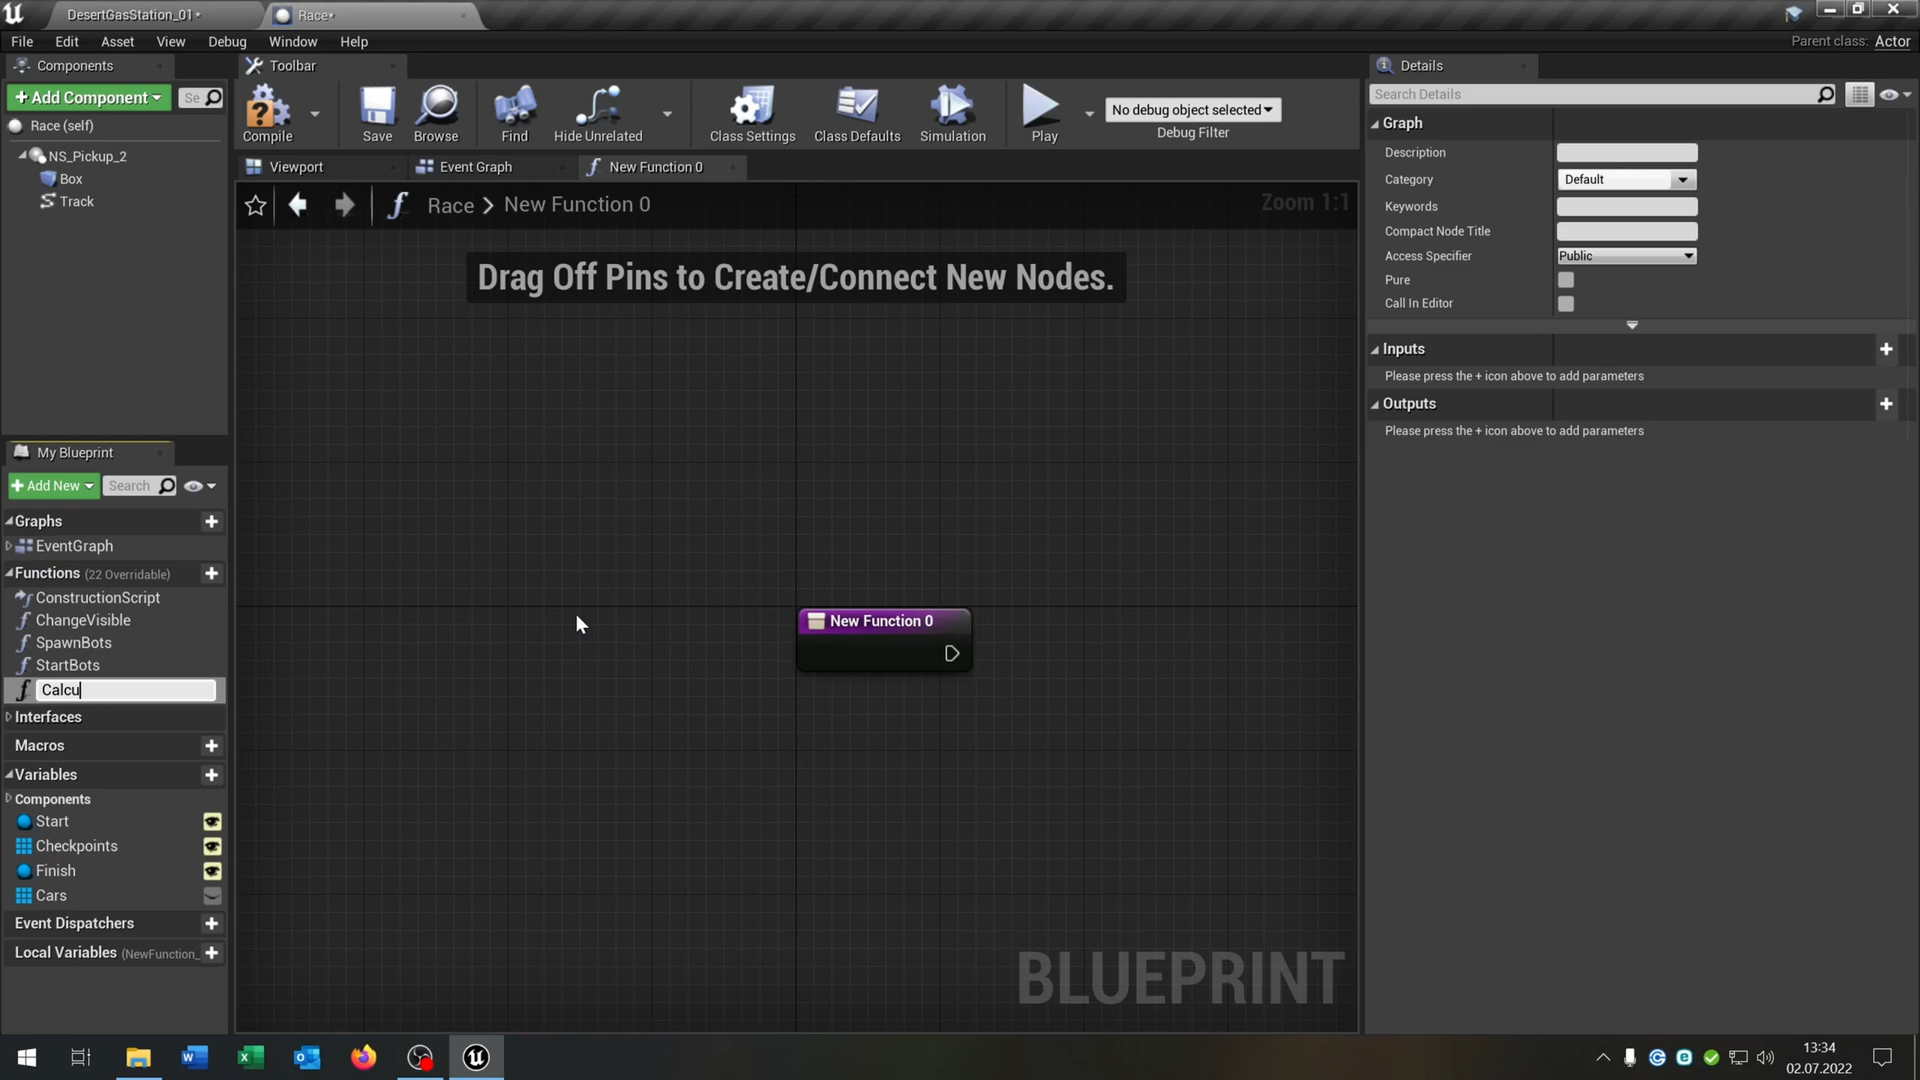 DesertGasStation_01*
Race*
File Edit Asset View Debug Window Help
Parent class: Actor
Components
Toolbar
Details
+ Add Component
Se
Race (self)
NS_Pickup_2
Box
Track
Compile
Save
Browse
Find
Hide Unrelated
Class Settings
Class Defaults
Simulation
Play
No debug object selected
Debug Filter
Viewport
Event Graph
New Function 0
Race > New Function 0
Zoom 1:1
Drag Off Pins to Create/Connect New Nodes.
New Function 0
BLUEPRINT
Search Details
Graph
Description
Category
Default
Keywords
Compact Node Title
Access Specifier
Public
Pure
Call In Editor
Inputs
Please press the + icon above to add parameters
Outputs
Please press the + icon above to add parameters
My Blueprint
+ Add New
Search
Graphs
EventGraph
Functions (22 Overridable)
ConstructionScript
ChangeVisible
SpawnBots
StartBots
Calcu
Interfaces
Macros
Variables
Components
Start
Checkpoints
Finish
Cars
Event Dispatchers
Local Variables (NewFunction_
13:34
02.07.2022